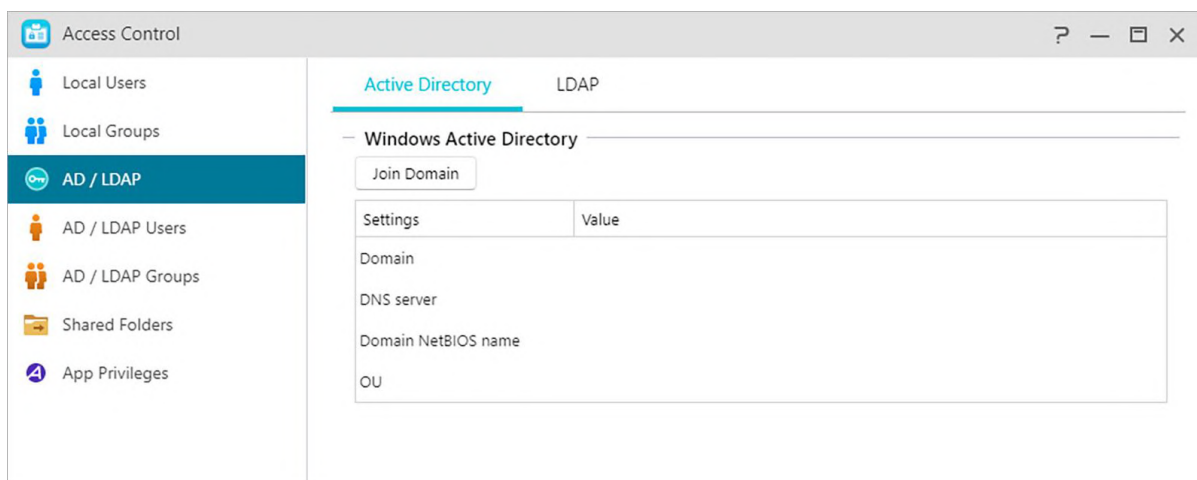 Access Control
Local Users
Local Groups
AD / LDAP
AD / LDAP Users
AD / LDAP Groups
Shared Folders
App Privileges
Active Directory LDAP
Windows Active Directory
Join Domain
Settings Value
Domain
DNS server
Domain NetBIOS name
OU